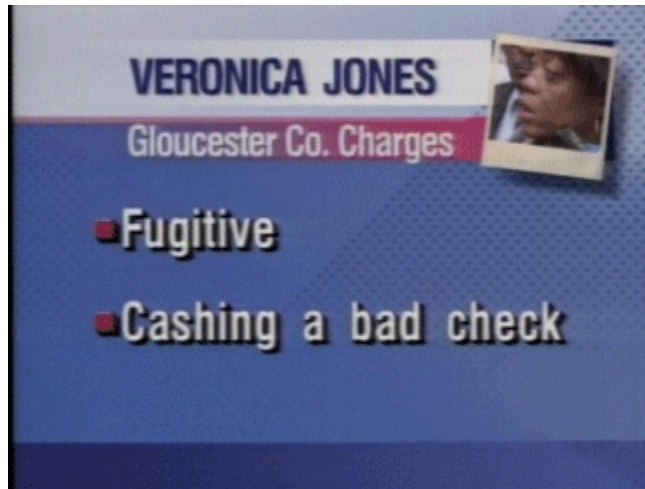 VERONICA JONES
Gloucester Co. Charges
Fugitive
Cashing a bad check